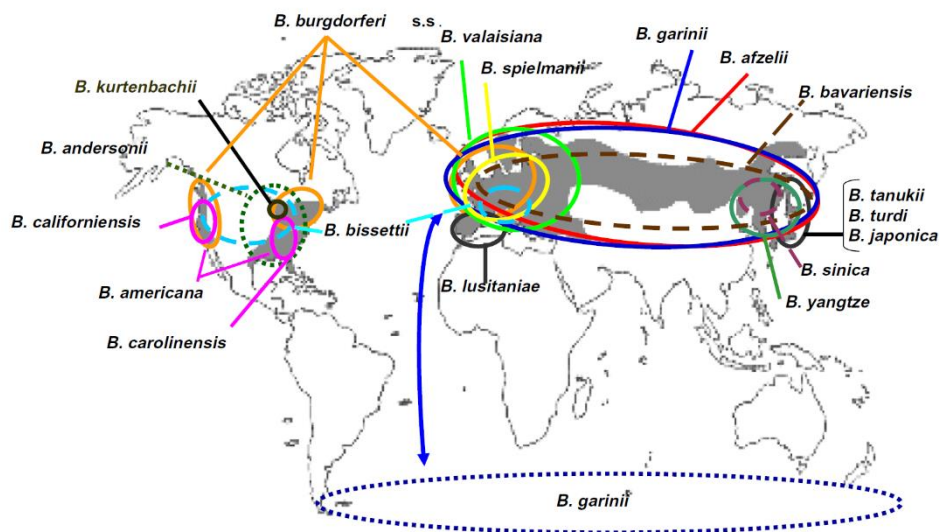 B. burgdorferi s.s.
B. valaisiana
B. garinii
B. spielmanii
B. afzelii
B. kurtenbachii
B. bavariensis
B. andersonii
B. tanukii
B. californiensis
B. turdi
B. bissettii
B. japonica
B. americana
B. lusitaniae
B. sinica
B. yangtze
B. carolinensis
B. garinii